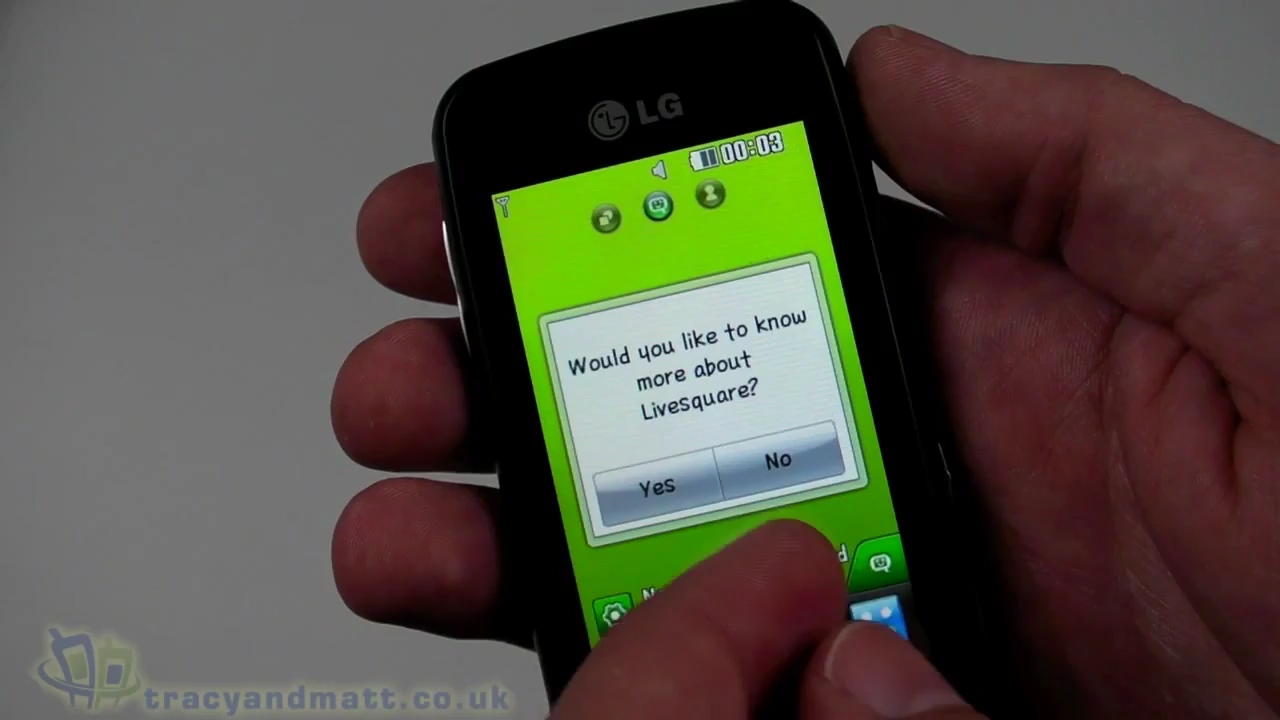 LG
00:03
Would you like to know
more about
Livesquare?
Yes
No
tracyandmatt.co.uk